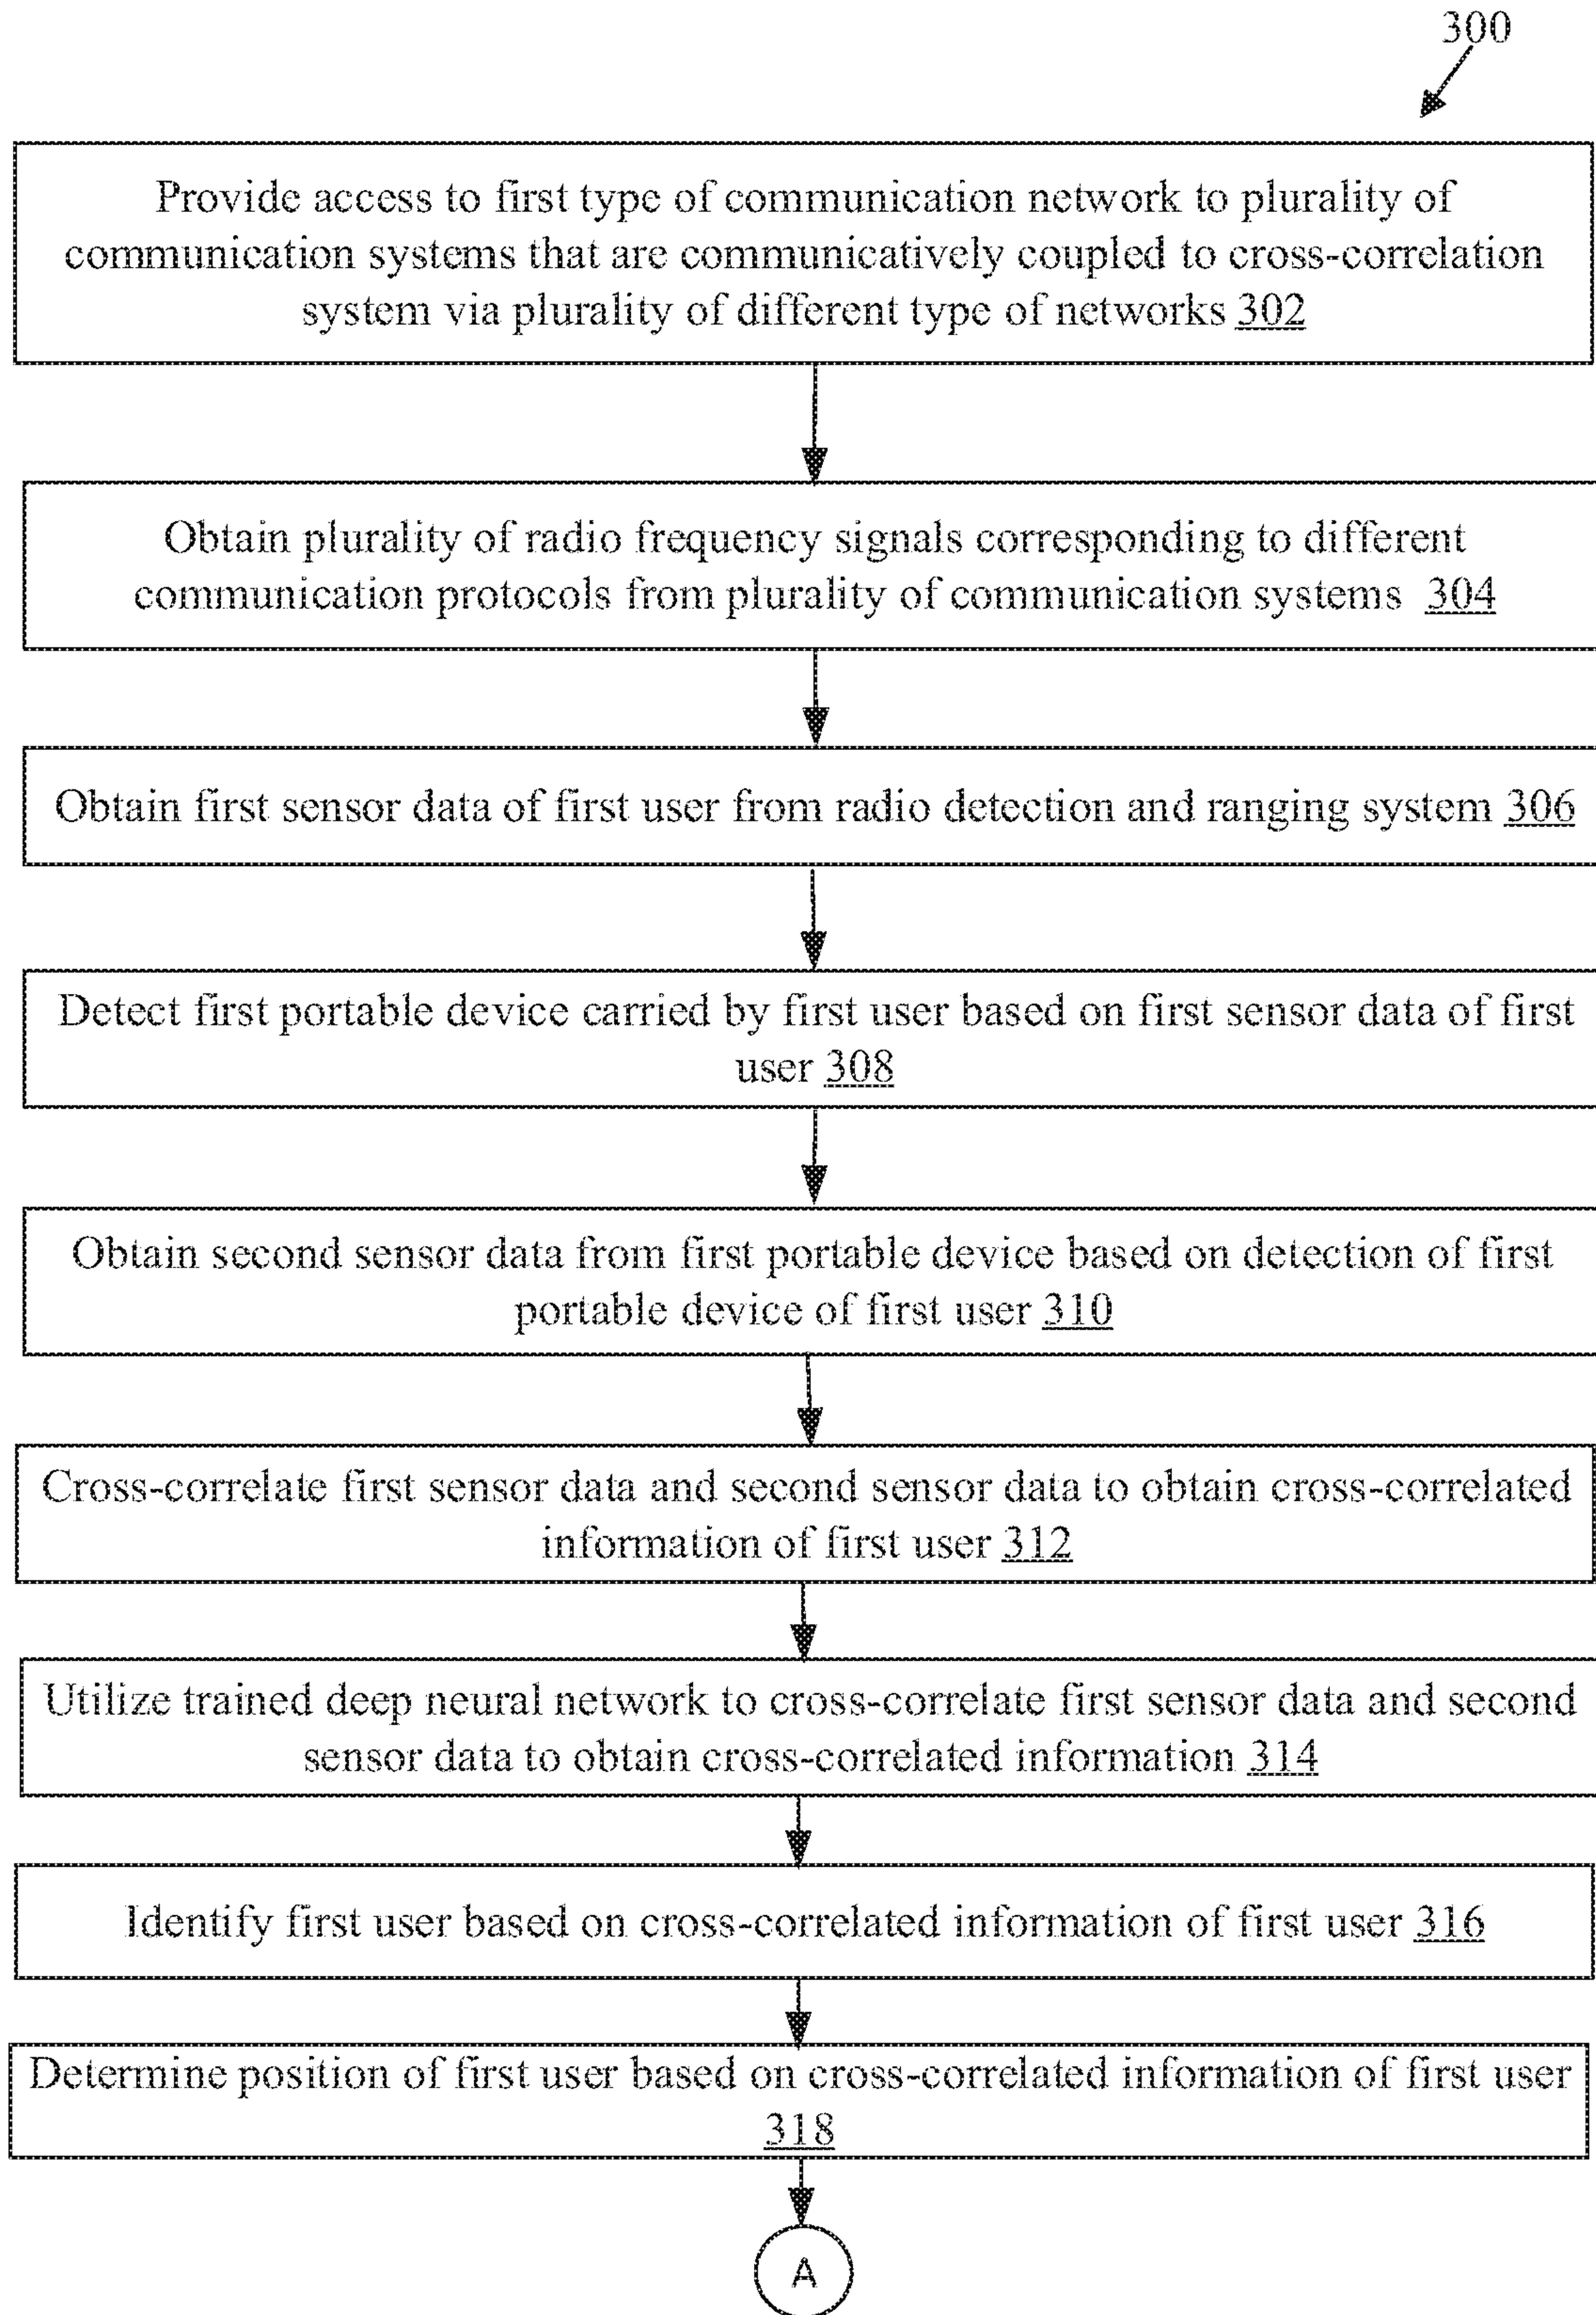 300
Provide access to first type of communication network to plurality of
communication systems that are communicatively coupled to cross-correlation
system via plurality of different type of networks 302
Obtain plurality of radio frequency signals corresponding to different
communication protocols from plurality of communication systems 304
Obtain first sensor data of first user from radio detection and ranging system 306
Detect first portable device carried by first user based on first sensor data of first
user 308
Obtain second sensor data from first portable device based on detection of first
portable device of first user 310
Cross-correlate first sensor data and second sensor data to obtain cross-correlated
information of first user 312
Utilize trained deep neural network to cross-correlate first sensor data and second
sensor data to obtain cross-correlated information 314
Identify first user based on cross-correlated information of first user 316
Determine position of first user based on cross-correlated information of first user
318
A